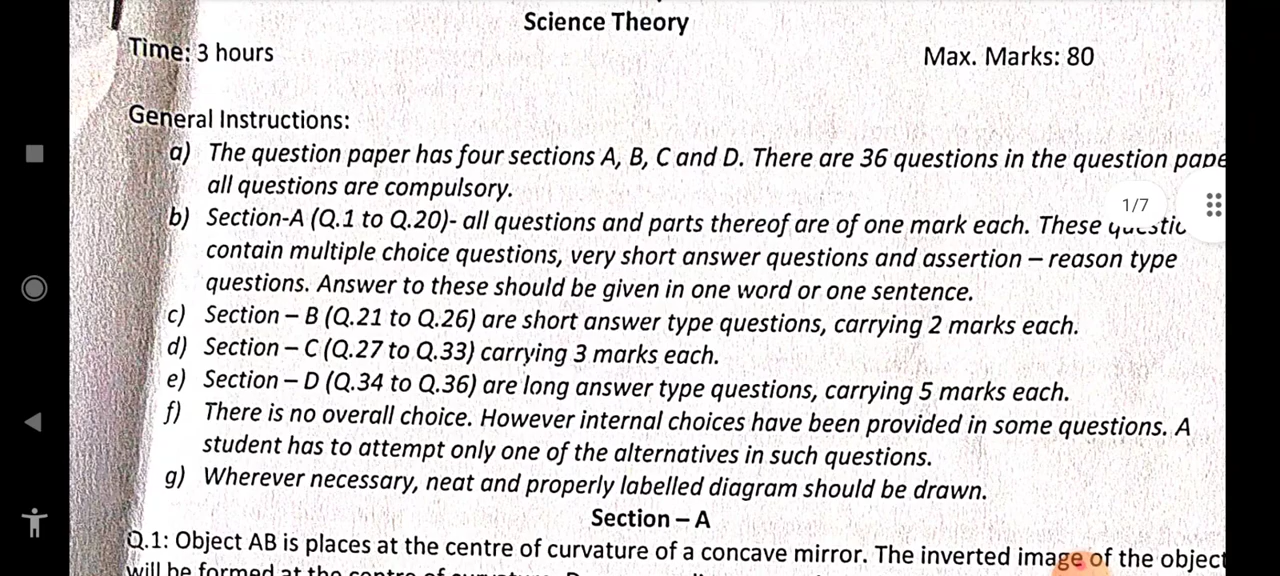 Science Theory
Time: 3 hours Max. Marks: 80
General Instructions:
a) The question paper has four sections A, B, C and D. There are 36 questions in the question pape
all questions are compulsory.
1/7
b) Section-A (Q.1 to Q.20)- all questions and parts thereof are of one mark each. These
contain multiple choice questions, very short answer questions and assertion – reason type
questions. Answer to these should be given in one word or one sentence.
c) Section – B (Q.21 to Q.26) are short answer type questions, carrying 2 marks each.
d) Section – C (Q.27 to Q.33) carrying 3 marks each.
e) Section – D (Q.34 to Q.36) are long answer type questions, carrying 5 marks each.
f) There is no overall choice. However internal choices have been provided in some questions. A
student has to attempt only one of the alternatives in such questions.
g) Wherever necessary, neat and properly labelled diagram should be drawn.
Section – A
Q.1: Object AB is places at the centre of curvature of a concave mirror. The inverted image of the object
will be formed at the centre of